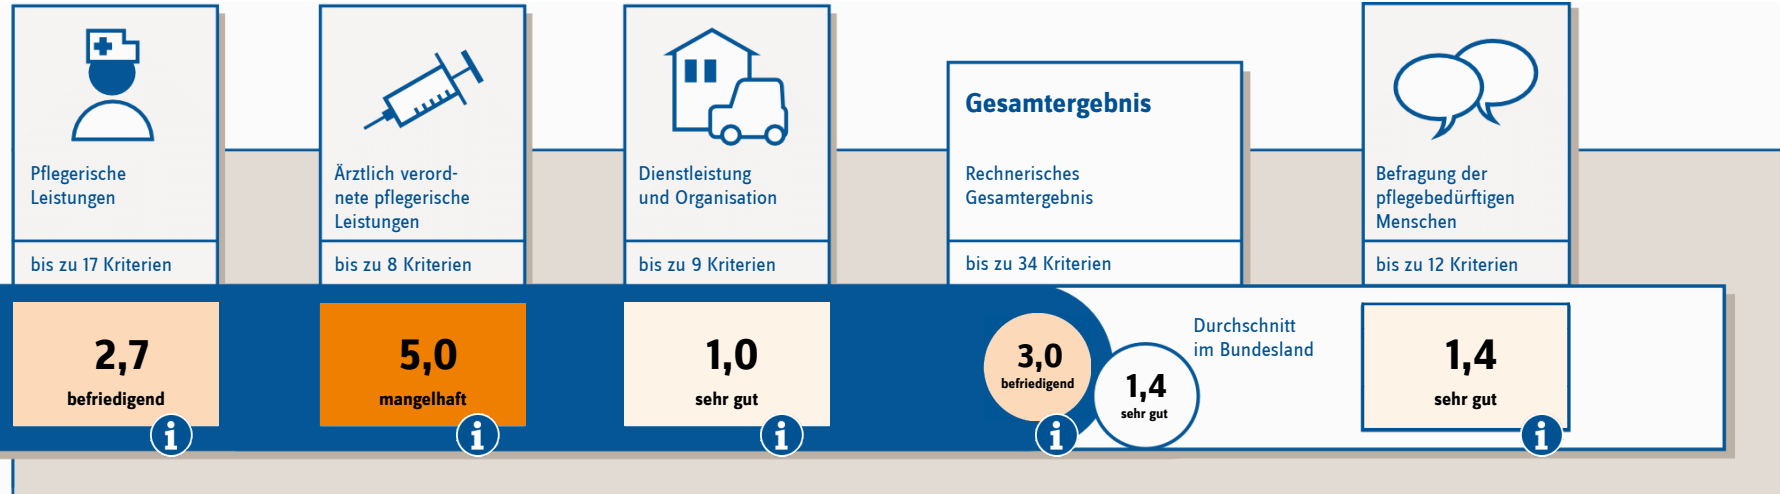 Pflegerische
Leistungen
bis zu 17 Kriterien
2,7
befriedigend
i
Ärztlich verord-
nete pflegerische
Leistungen
bis zu 8 Kriterien
5,0
mangelhaft
i
Dienstleistung
und Organisation
bis zu 9 Kriterien
1,0
sehr gut
i
Gesamtergebnis
Rechnerisches
Gesamtergebnis
bis zu 34 Kriterien
3,0
befriedigend
i
1,4
sehr gut
Durchschnitt
im Bundesland
Befragung der
pflegebedürftigen
Menschen
bis zu 12 Kriterien
1,4
sehr gut
i